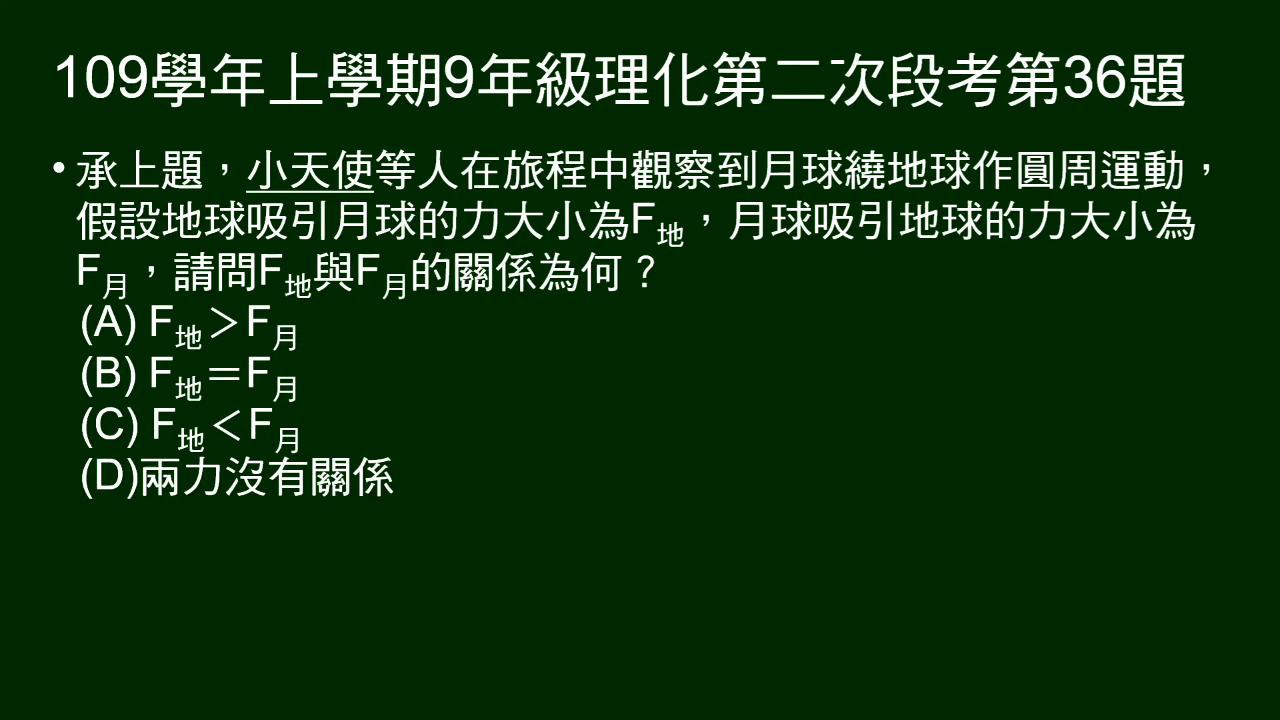 109學年上學期9年級理化第二次段考第36題
• 承上題，小天使等人在旅程中觀察到月球繞地球作圓周運動，
假設地球吸引月球的力大小為F地，月球吸引地球的力大小為
F月，請問F地與F月的關係為何？
(A) F地＞F月
(B) F地＝F月
(C) F地＜F月
(D)兩力沒有關係